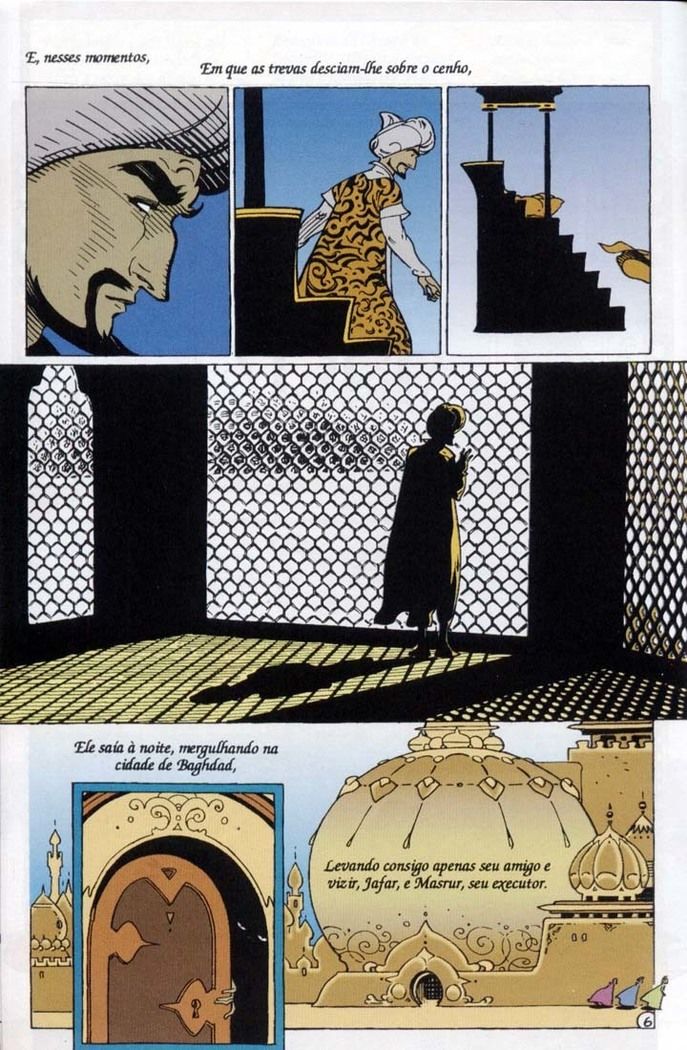 E, nesses momentos,
Em que as trevas desciam-lhe sobre o cenho,
Ele saía à noite, mergulhando na
cidade de Baghdad,
Levando consigo apenas seu amigo e
vizir, Jafar, e Masrur, seu executor.
6